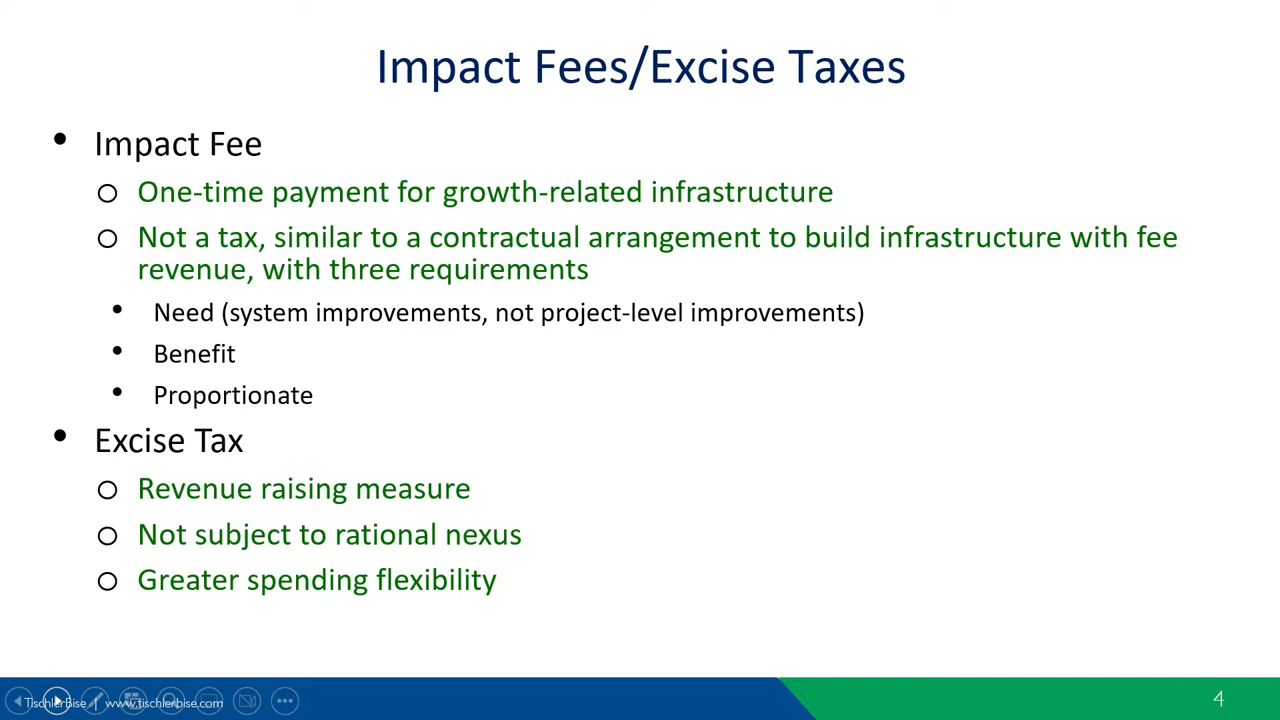 Impact Fees/Excise Taxes
• Impact Fee
o One-time payment for growth-related infrastructure
o Not a tax, similar to a contractual arrangement to build infrastructure with fee
revenue, with three requirements
• Need (system improvements, not project-level improvements)
• Benefit
• Proportionate
• Excise Tax
o Revenue raising measure
o Not subject to rational nexus
o Greater spending flexibility
TischlerBise | www.tischlerbise.com
4